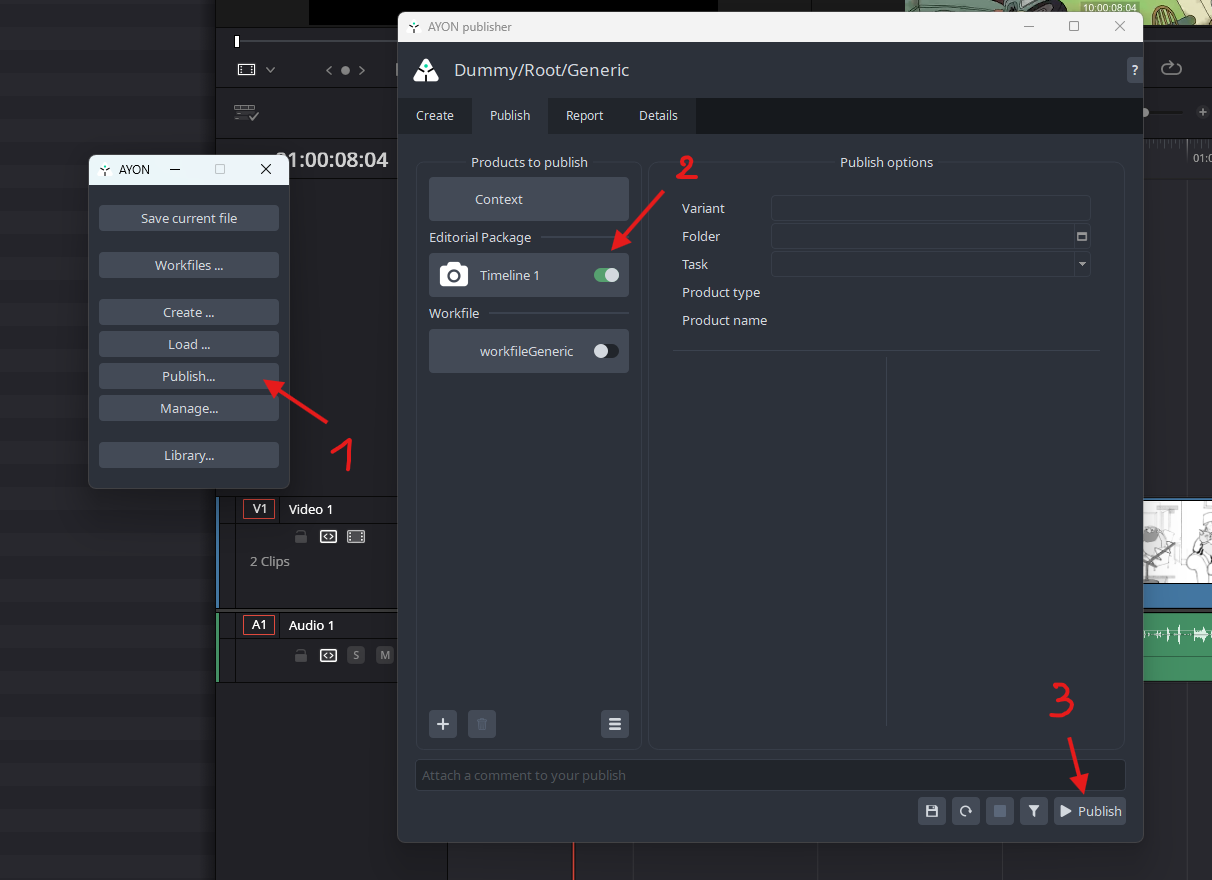 10:00:08:04
AYON publisher
Dummy/Root/Generic
?
Create
Publish
Report
Details
01:00:08:04
01:0
AYON
Save current file
Workfiles ...
Create ...
Load ...
Publish...
Manage...
Library...
1
Products to publish
Context
Editorial Package
Timeline 1
Workfile
workfileGeneric
2
Publish options
Variant
Folder
Task
Product type
Product name
V1 Video 1
2 Clips
A1 Audio 1
S M
3
Attach a comment to your publish
Publish